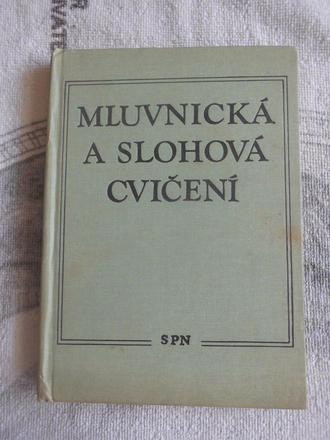 MLUVNICKÁ
A SLOHOVÁ
CVIČENÍ
SPN